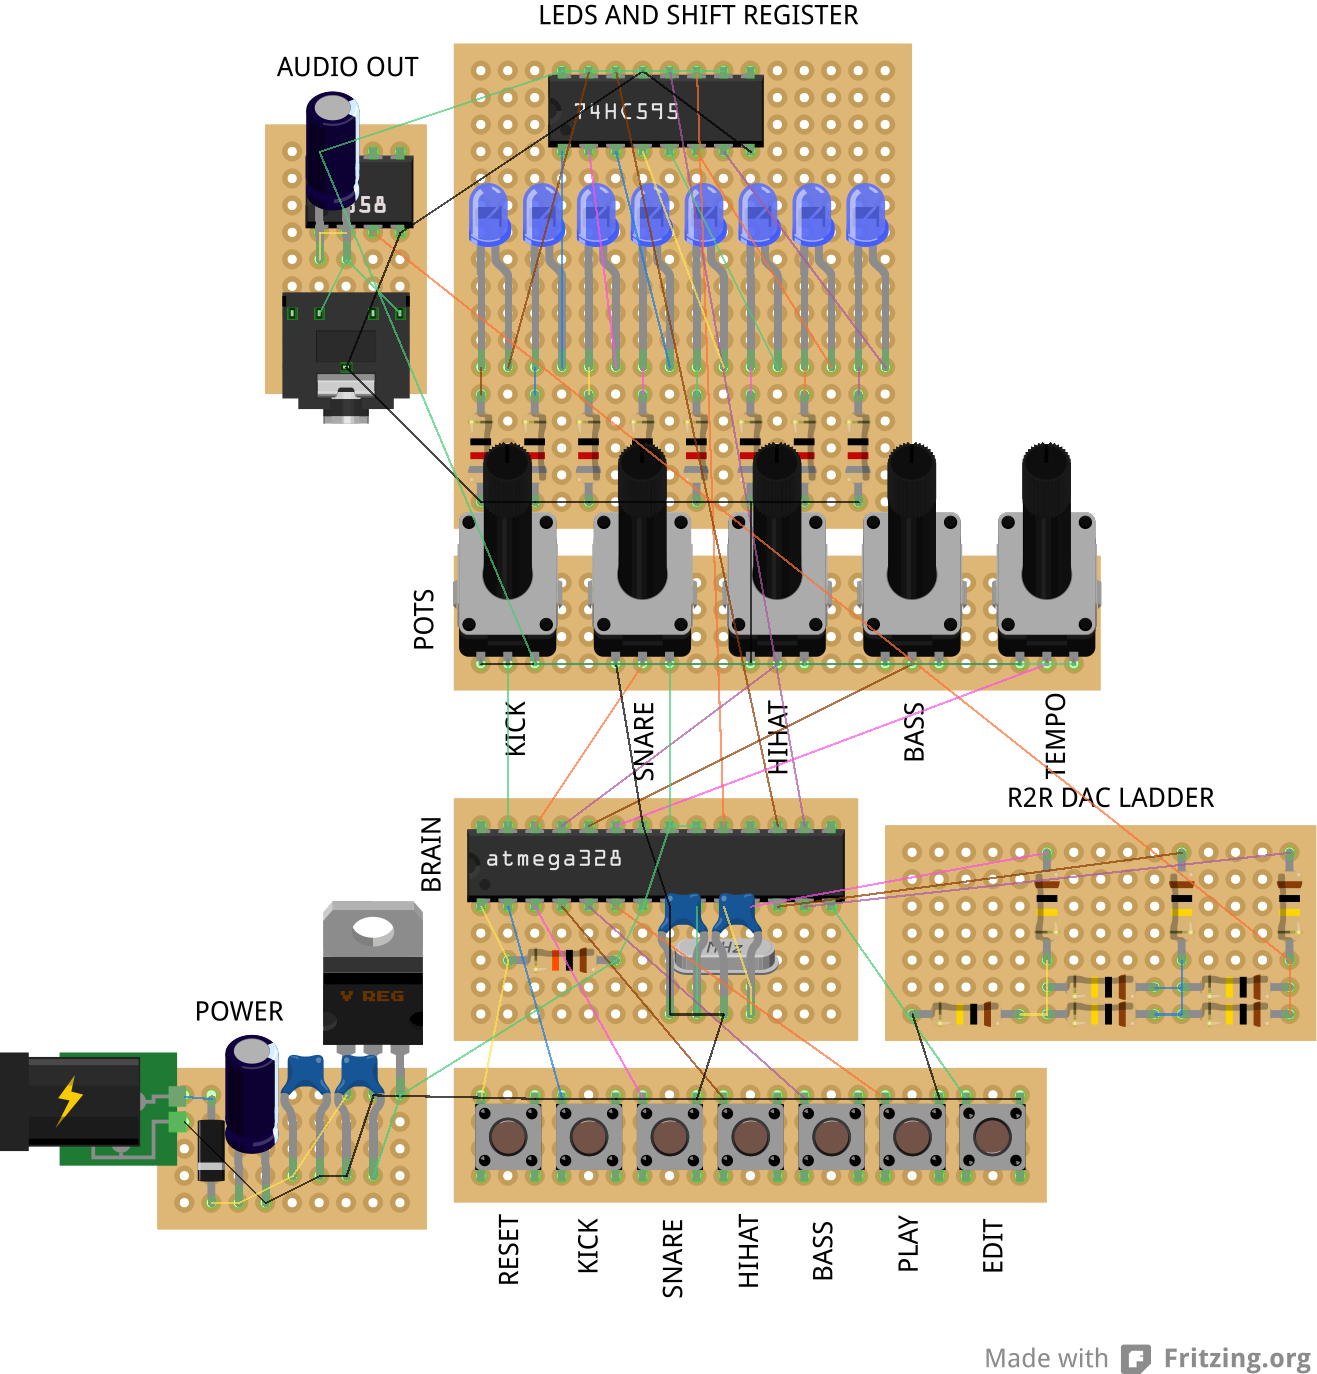 LEDS AND SHIFT REGISTER
AUDIO OUT
74HC595
58
POTS
KICK
SNARE
HIHAT
BASS
TEMPO
R2R DAC LADDER
BRAIN
atmega328
MHz
V REG
POWER
RESET
KICK
SNARE
HIHAT
BASS
PLAY
EDIT
Made with Fritzing.org